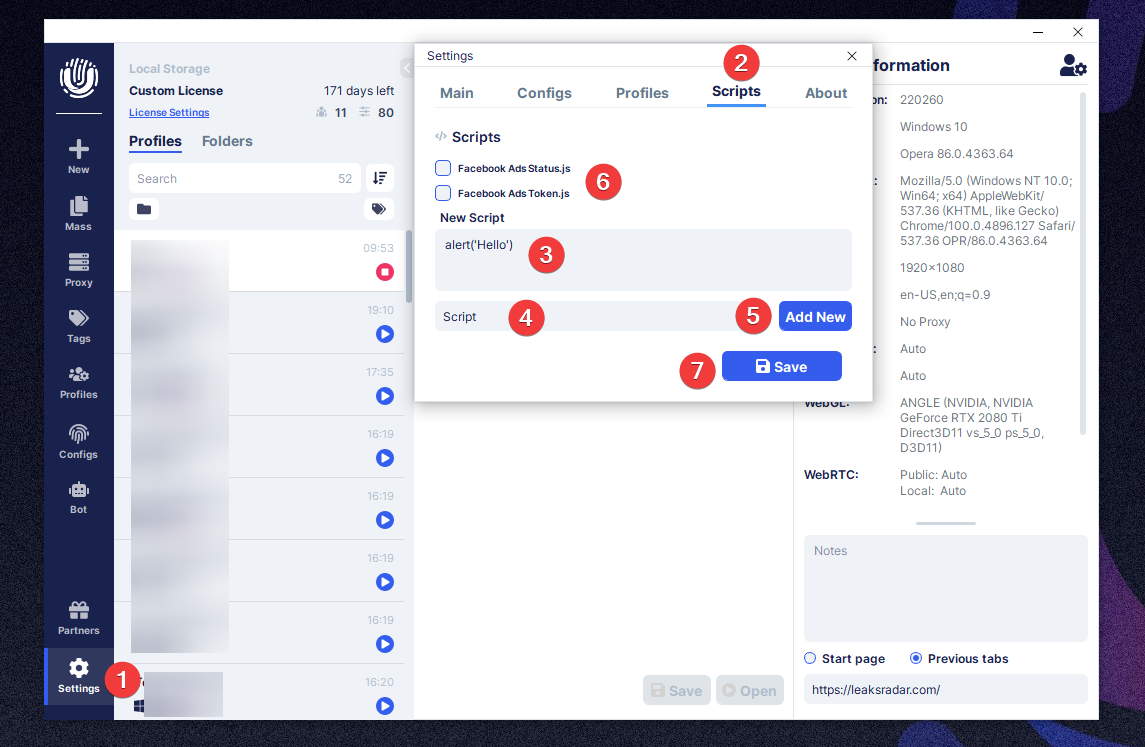 Local Storage
Custom License
171 days left
License Settings
11
80
Profiles
Folders
Search
52
09:53
19:10
17:35
16:19
16:19
16:19
16:19
16:20
New
Mass
Proxy
Tags
Profiles
Configs
Bot
Partners
Settings
1
Settings
2
Main
Configs
Profiles
Scripts
About
</> Scripts
Facebook Ads Status.js
Facebook Ads Token.js
6
New Script
alert('Hello')
3
Script
4
5
Add New
7
Save
Save
Open
formation
on:
220260
Windows 10
Opera 86.0.4363.64
:
Mozilla/5.0 (Windows NT 10.0;
Win64; x64) AppleWebKit/
537.36 (KHTML, like Gecko)
Chrome/100.0.4896.127 Safari/
537.36 OPR/86.0.4363.64
1920×1080
en-US,en;q=0.9
No Proxy
:
Auto
Auto
WebGL:
ANGLE (NVIDIA, NVIDIA
GeForce RTX 2080 Ti
Direct3D11 vs_5_0 ps_5_0,
D3D11)
WebRTC:
Public: Auto
Local: Auto
Notes
Start page
Previous tabs
https://leaksradar.com/